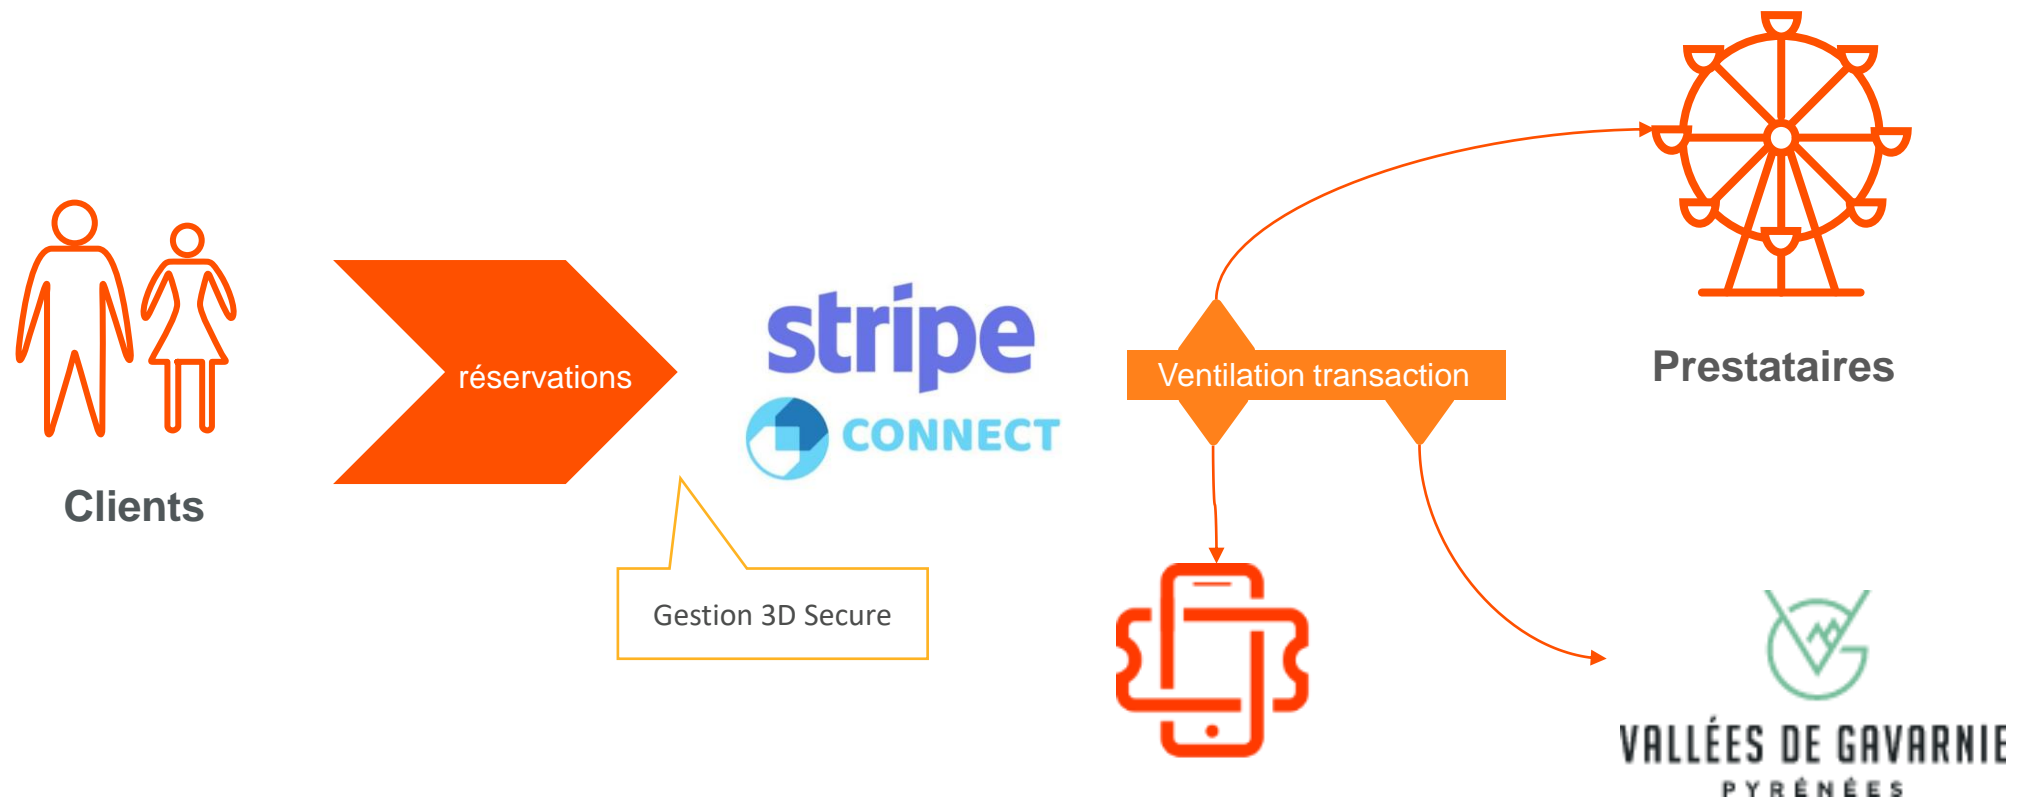 Clients
réservations
stripe
CONNECT
Gestion 3D Secure
Ventilation transaction
Prestataires
VALLÉES DE GAVARNIE
PYRÉNÉES